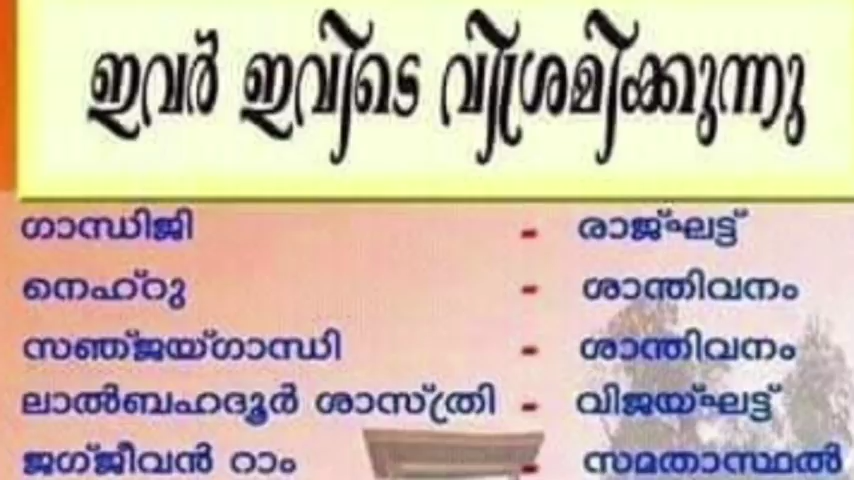 ഇവർ ഇവിടെ വിശ്രമിക്കുന്നു
ഗാന്ധിജി - രാജ്ഘട്ട്
നെഹ്റു - ശാന്തിവനം
സഞ്ജയ്ഗാന്ധി - ശാന്തിവനം
ലാൽബഹദൂർ ശാസ്ത്രി - വിജയ്ഘട്ട്
ജഗ്ജീവൻ റാം - സമതാസ്ഥൽ